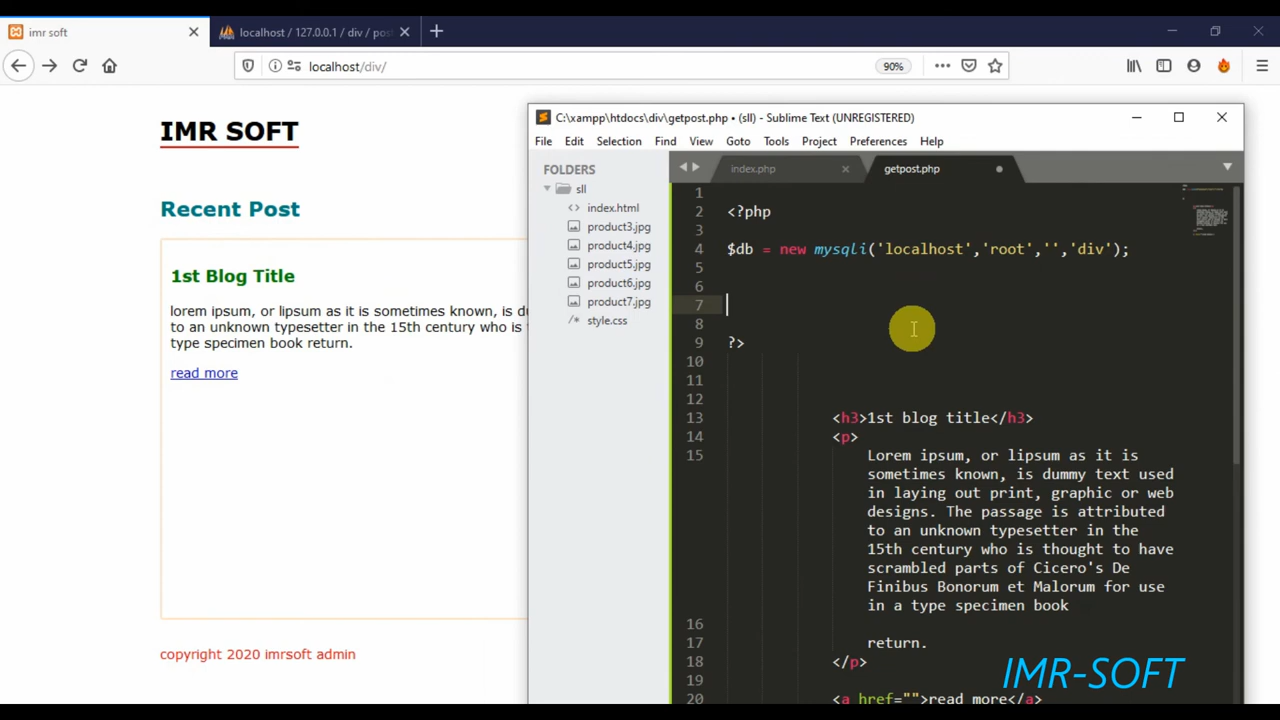 imr soft
localhost / 127.0.0.1 / div / pos
localhost/div/
90%
IMR SOFT
Recent Post
1st Blog Title
lorem ipsum, or lipsum as it is sometimes known, is du
to an unknown typesetter in the 15th century who is t
type specimen book return.
read more
copyright 2020 imrsoft admin
C:\xampp\htdocs\div\getpost.php • (sll) - Sublime Text (UNREGISTERED)
File Edit Selection Find View Goto Tools Project Preferences Help
FOLDERS
sll
index.html
product3.jpg
product4.jpg
product5.jpg
product6.jpg
product7.jpg
style.css
index.php
getpost.php
1
2 <?php
3
4 $db = new mysqli('localhost','root','','div');
5
6
7
8
9 ?>
10
11
12
13 <h3>1st blog title</h3>
14 <p>
15 Lorem ipsum, or lipsum as it is
sometimes known, is dummy text used
in laying out print, graphic or web
designs. The passage is attributed
to an unknown typesetter in the
15th century who is thought to have
scrambled parts of Cicero's De
Finibus Bonorum et Malorum for use
in a type specimen book
16
17 return.
18 </p>
19
20 <a href="">read more</a>
IMR-SOFT